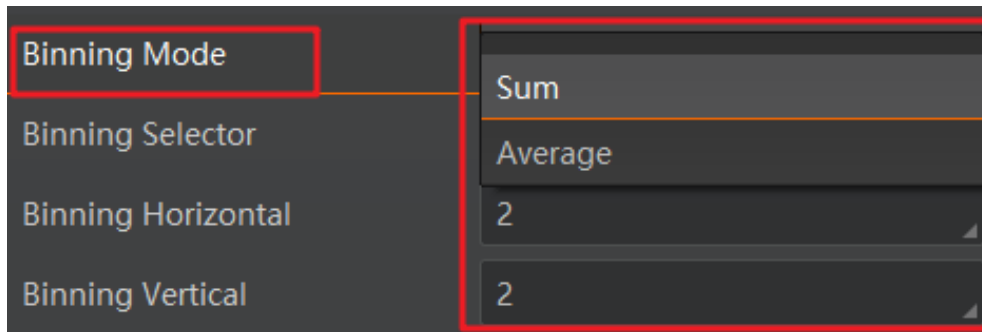 Binning Mode
Sum
Binning Selector
Average
Binning Horizontal 2
Binning Vertical 2